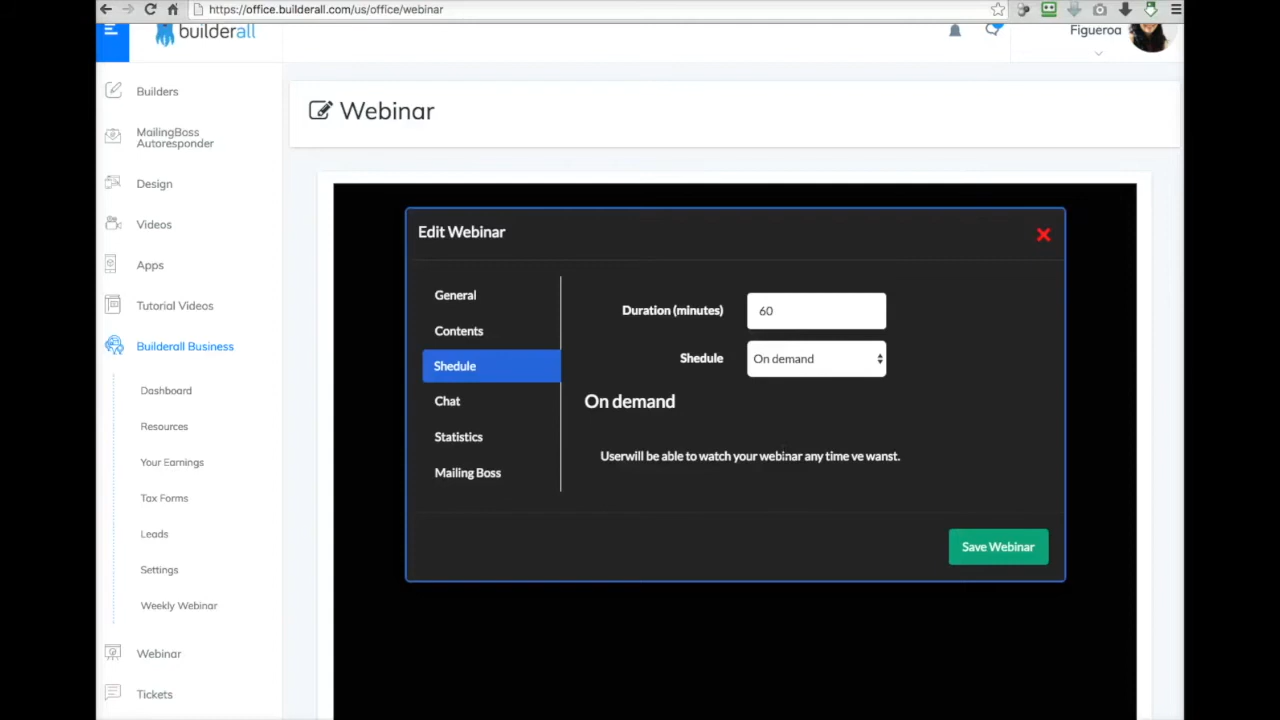 https://office.builderall.com/us/office/webinar
builderall
Figueroa
Builders
MailingBoss
Autoresponder
Design
Videos
Apps
Tutorial Videos
Builderall Business
Dashboard
Resources
Your Earnings
Tax Forms
Leads
Settings
Weekly Webinar
Webinar
Tickets
Webinar
Edit Webinar
General
Contents
Shedule
Chat
Statistics
Mailing Boss
Duration (minutes)
60
Shedule
On demand
On demand
Userwill be able to watch your webinar any time ve wanst.
Save Webinar